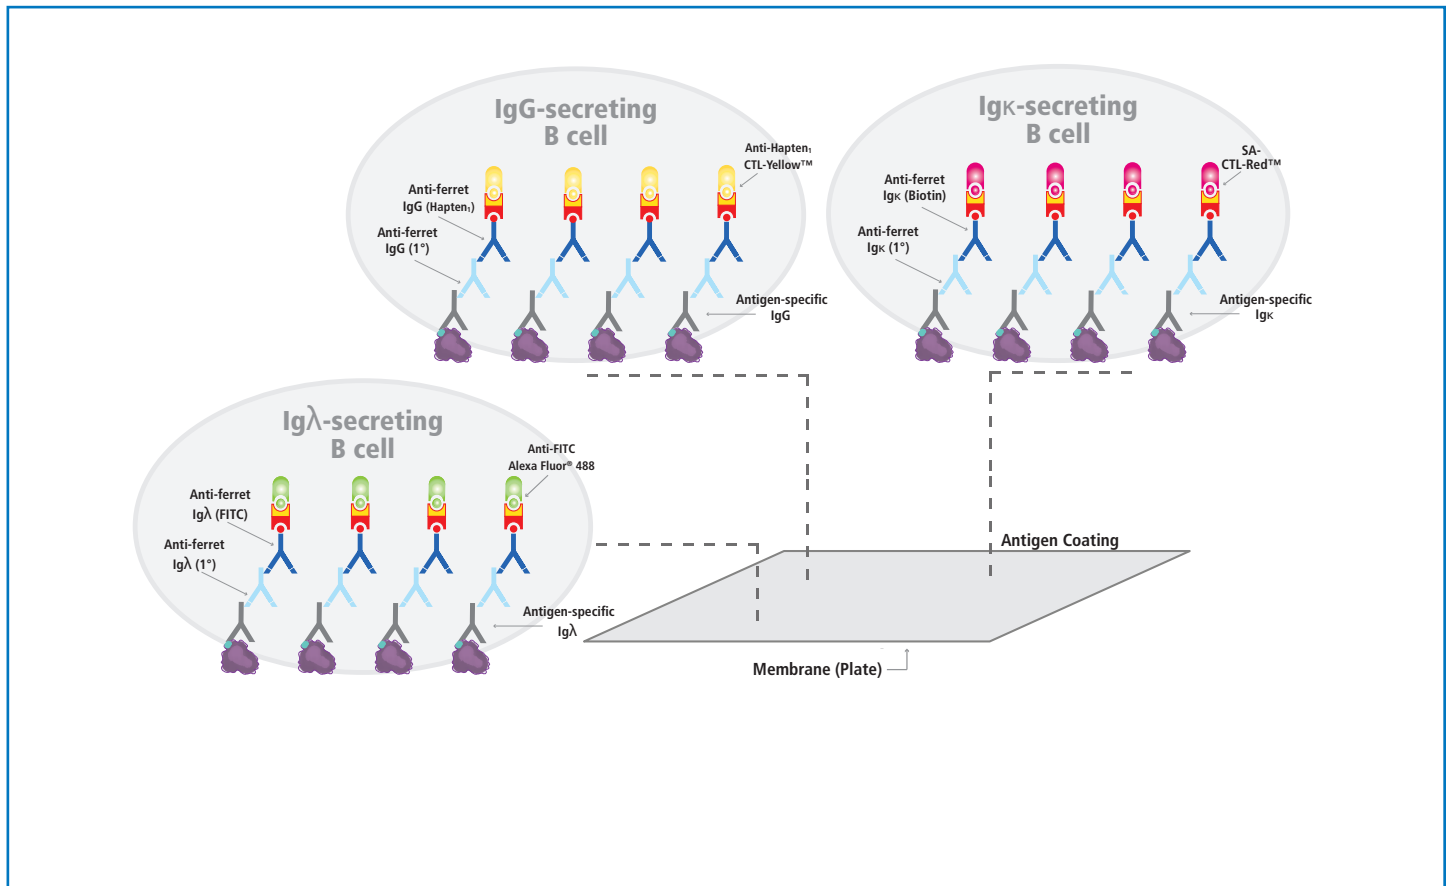 IgG-secreting
B cell
Anti-Hapten₁
CTL-Yellow™
Anti-ferret
IgG (Hapten₁)
Anti-ferret
IgG (1°)
Antigen-specific
IgG
Igκ-secreting
B cell
SA-
CTL-Red™
Anti-ferret
Igκ (Biotin)
Anti-ferret
Igκ (1°)
Antigen-specific
Igκ
Igλ-secreting
B cell
Anti-FITC
Alexa Fluor® 488
Anti-ferret
Igλ (FITC)
Anti-ferret
Igλ (1°)
Antigen-specific
Igλ
Antigen Coating
Membrane (Plate)